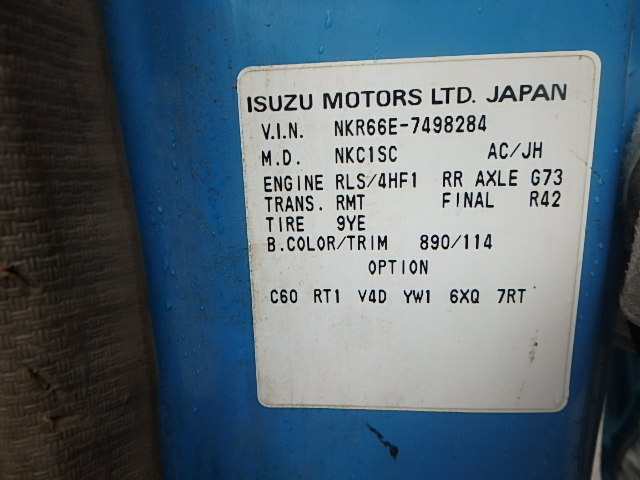 ISUZU MOTORS LTD. JAPAN
V.I.N. NKR66E-7498284
M.D. NKC1SC AC/JH
ENGINE RLS/4HF1 RR AXLE G73
TRANS. RMT FINAL R42
TIRE 9YE
B.COLOR/TRIM 890/114
OPTION
C60 RT1 V4D YW1 6XQ 7RT